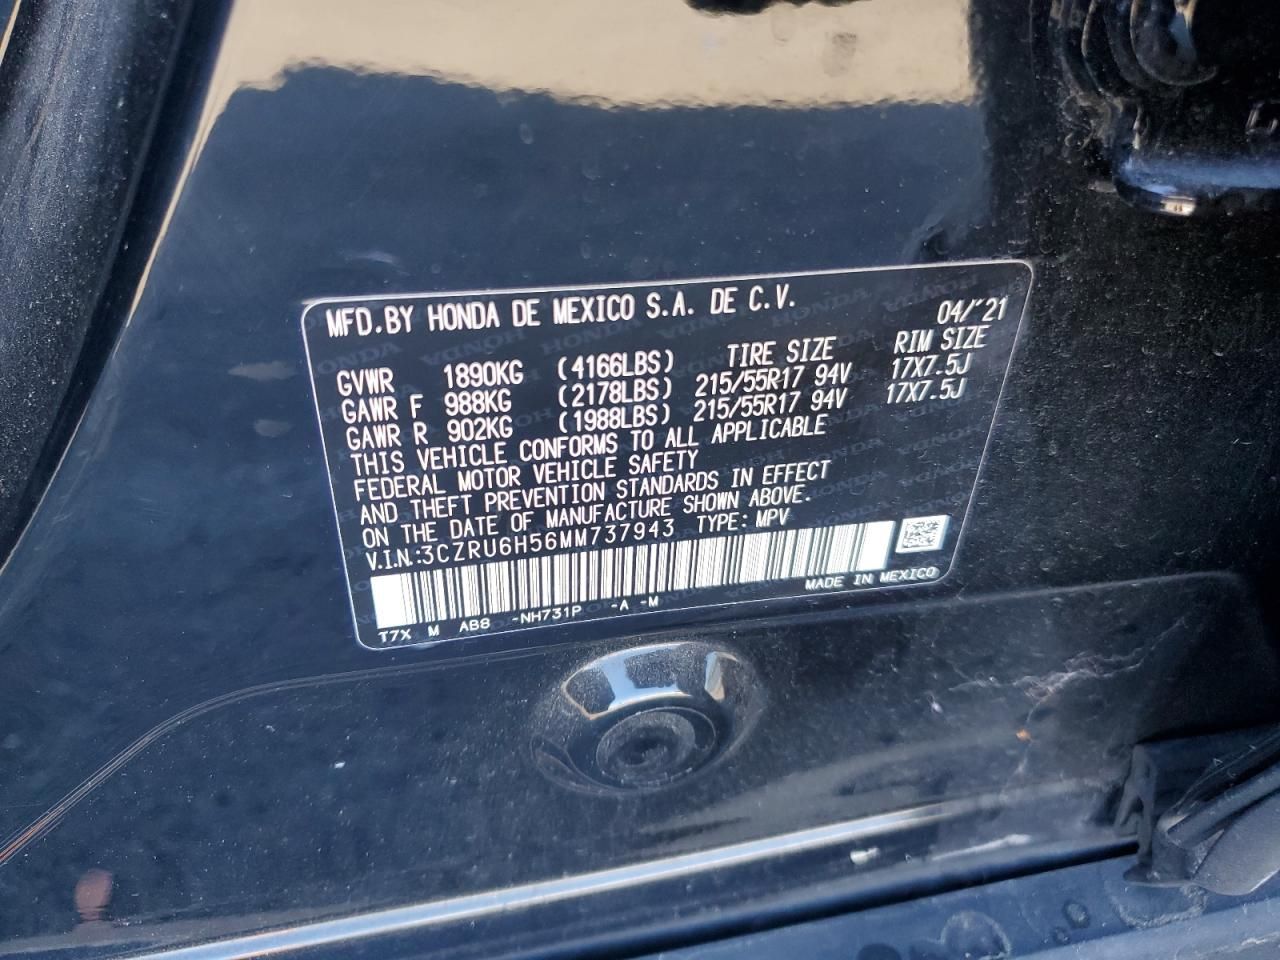 MFD.BY HONDA DE MEXICO S.A. DE C.V. 04/'21
GVWR 1890KG (4166LBS) TIRE SIZE RIM SIZE
GAWR F 988KG (2178LBS) 215/55R17 94V 17X7.5J
GAWR R 902KG (1988LBS) 215/55R17 94V 17X7.5J
THIS VEHICLE CONFORMS TO ALL APPLICABLE
FEDERAL MOTOR VEHICLE SAFETY
AND THEFT PREVENTION STANDARDS IN EFFECT
ON THE DATE OF MANUFACTURE SHOWN ABOVE.
V.I.N.:3CZRU6H56MM737943 TYPE: MPV
MADE IN MEXICO
T7X M AB8 -NH731P -A -M